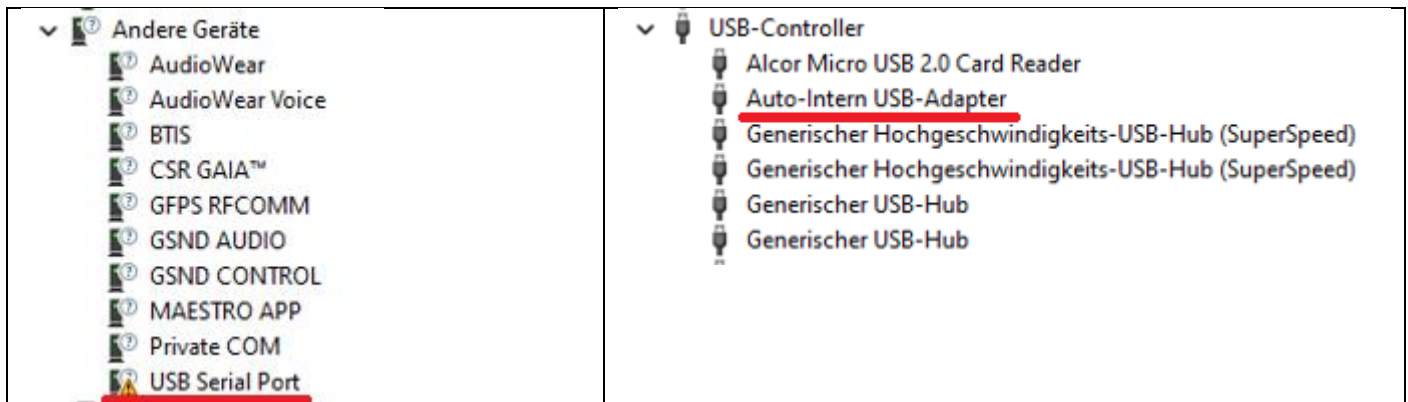 Andere Geräte
AudioWear
AudioWear Voice
BTIS
CSR GAIA™
GFPS RFCOMM
GSND AUDIO
GSND CONTROL
MAESTRO APP
Private COM
USB Serial Port
USB-Controller
Alcor Micro USB 2.0 Card Reader
Auto-Intern USB-Adapter
Generischer Hochgeschwindigkeits-USB-Hub (SuperSpeed)
Generischer Hochgeschwindigkeits-USB-Hub (SuperSpeed)
Generischer USB-Hub
Generischer USB-Hub